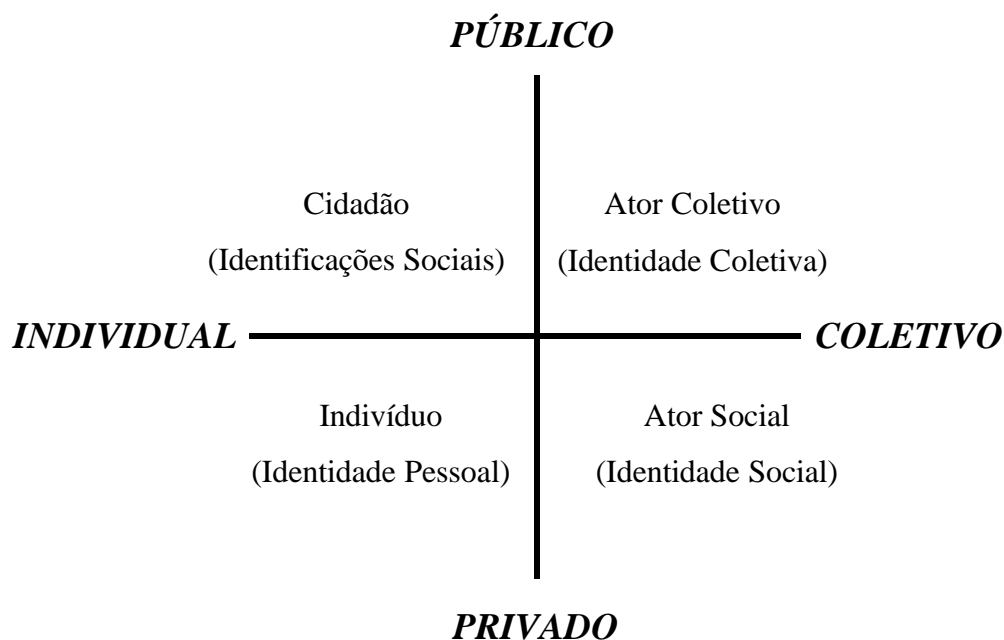 PÚBLICO
Cidadão
(Identificações Sociais)
Ator Coletivo
(Identidade Coletiva)
INDIVIDUAL
COLETIVO
Indivíduo
(Identidade Pessoal)
Ator Social
(Identidade Social)
PRIVADO